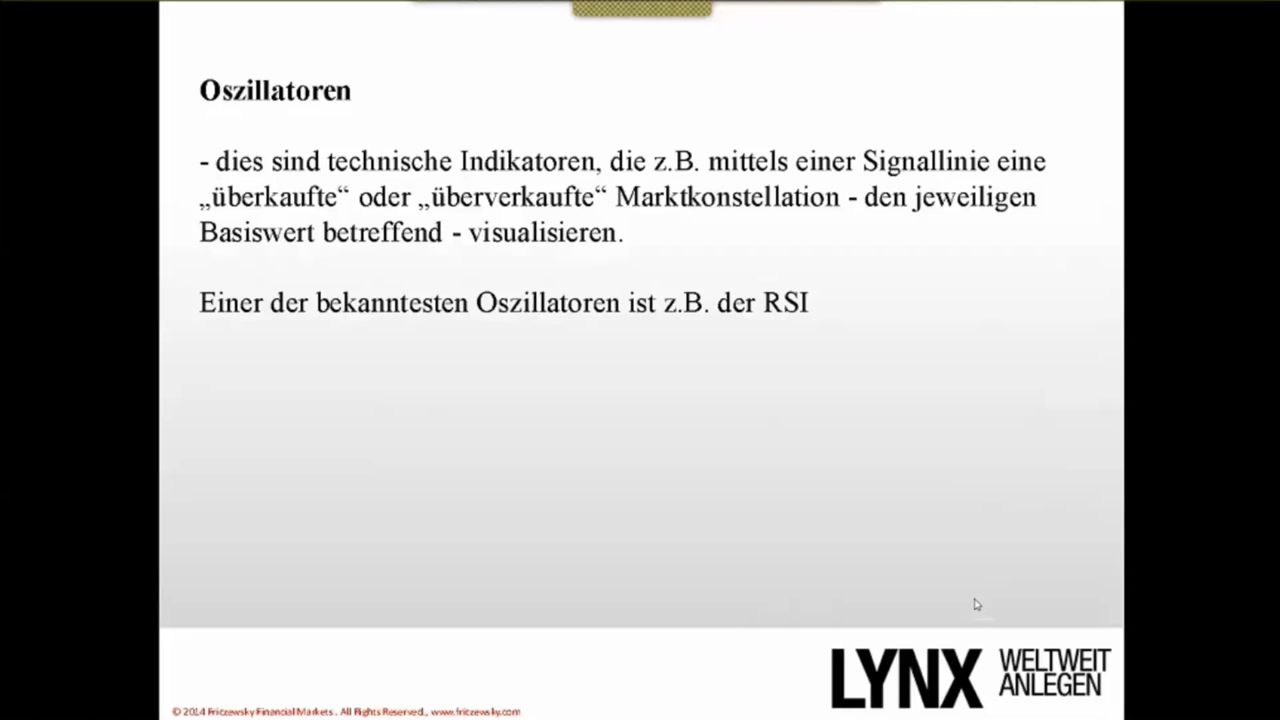 Oszillatoren
- dies sind technische Indikatoren, die z.B. mittels einer Signallinie eine
„überkaufte“ oder „überverkaufte“ Marktkonstellation - den jeweiligen
Basiswert betreffend - visualisieren.
Einer der bekanntesten Oszillatoren ist z.B. der RSI
LYNX WELTWEIT
ANLEGEN
© 2014 Friczewsky Financial Markets . All Rights Reserved., www.friczewsky.com